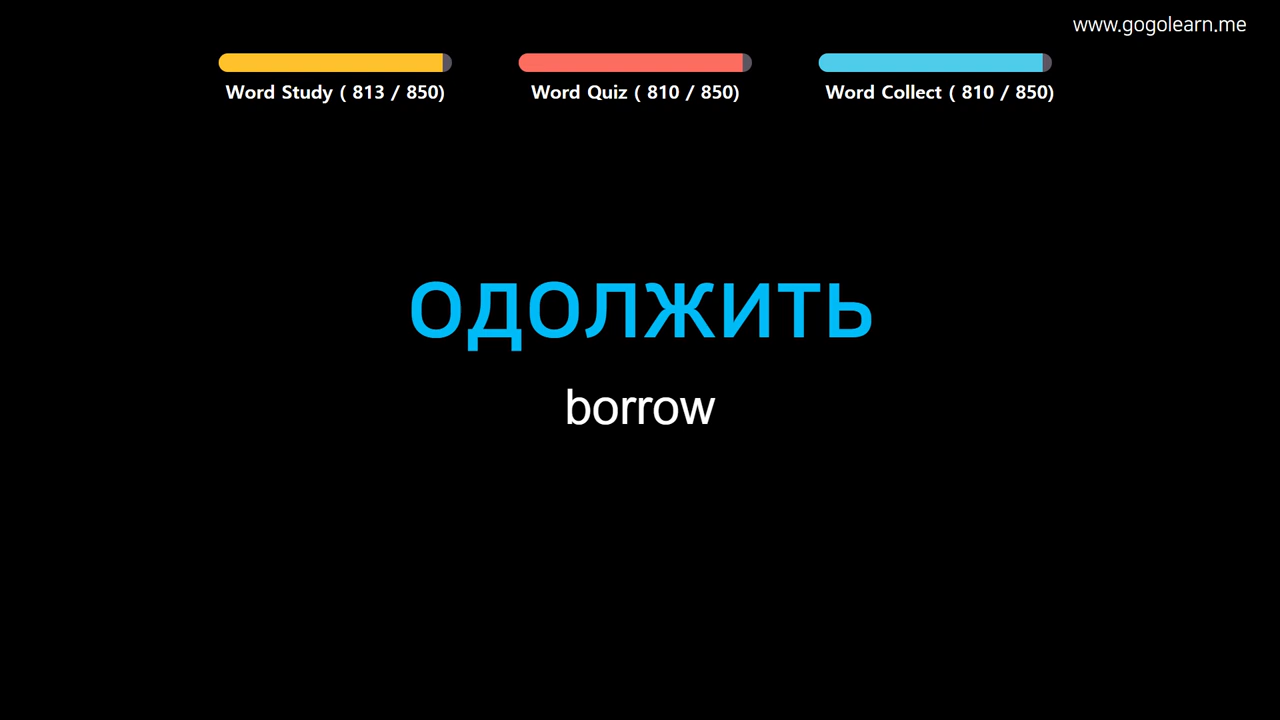 www.gogolearn.me
Word Study ( 813 / 850)
Word Quiz ( 810 / 850)
Word Collect ( 810 / 850)
одолжить
borrow